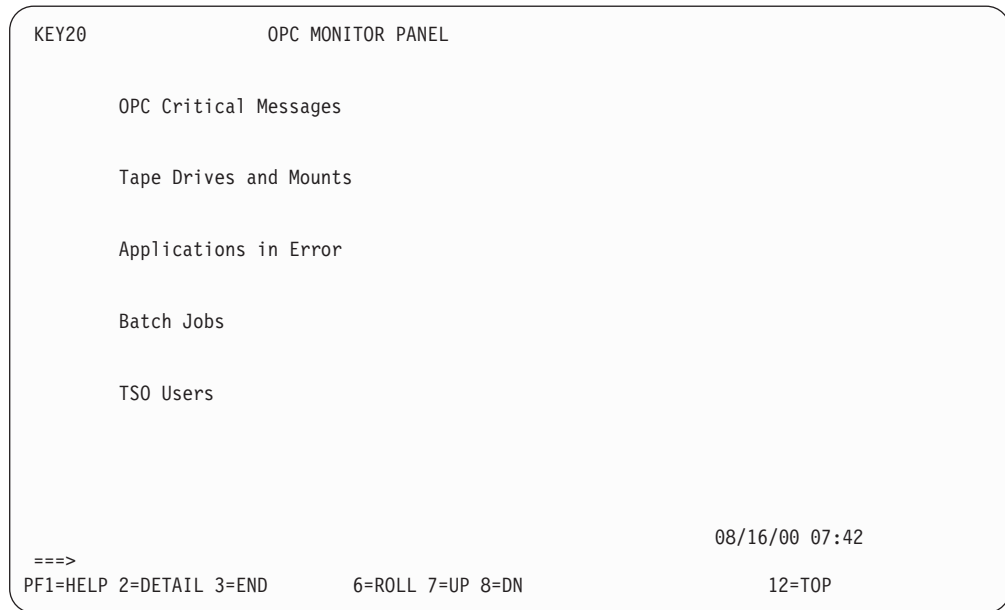 KEY20 OPC MONITOR PANEL
OPC Critical Messages
Tape Drives and Mounts
Applications in Error
Batch Jobs
TSO Users
08/16/00 07:42
===>
PF1=HELP 2=DETAIL 3=END 6=ROLL 7=UP 8=DN 12=TOP